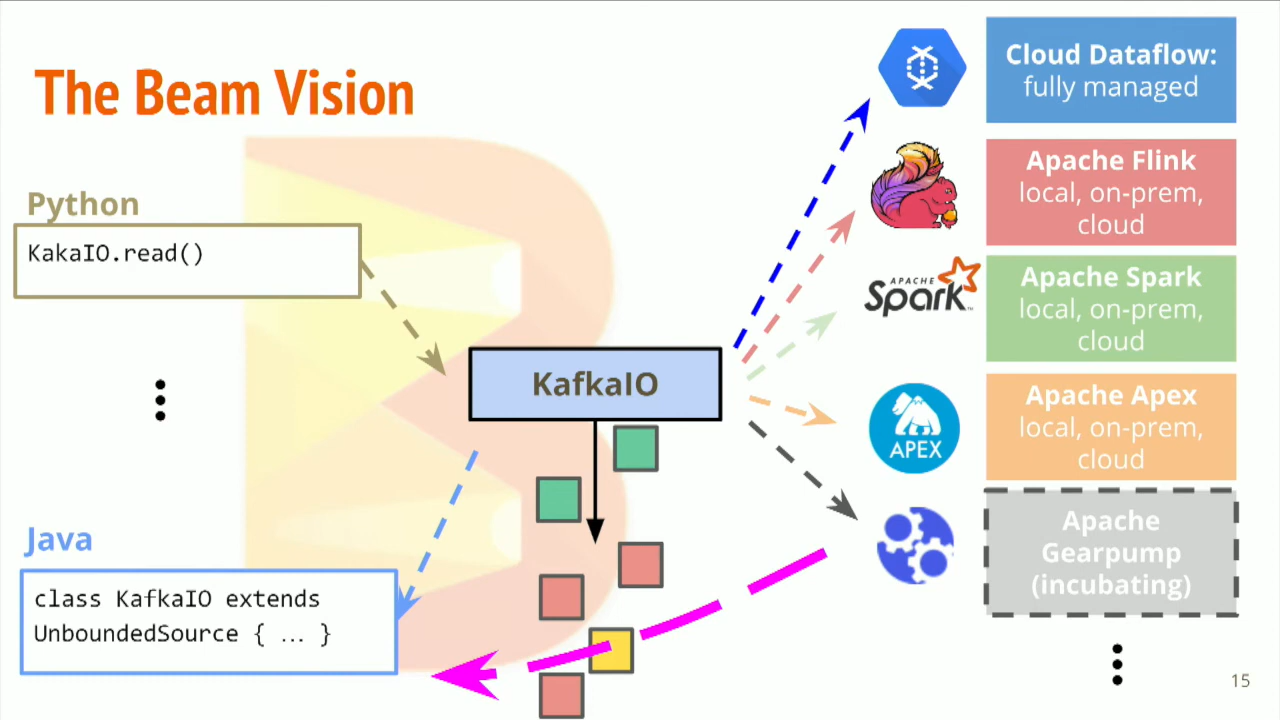 The Beam Vision
Python
KakaIO.read()
Java
class KafkaIO extends
UnboundedSource { … }
KafkaIO
Cloud Dataflow:
fully managed
Apache Flink
local, on-prem,
cloud
APACHE
Spark™
Apache Spark
local, on-prem,
cloud
APEX
Apache Apex
local, on-prem,
cloud
Apache
Gearpump
(incubating)
15